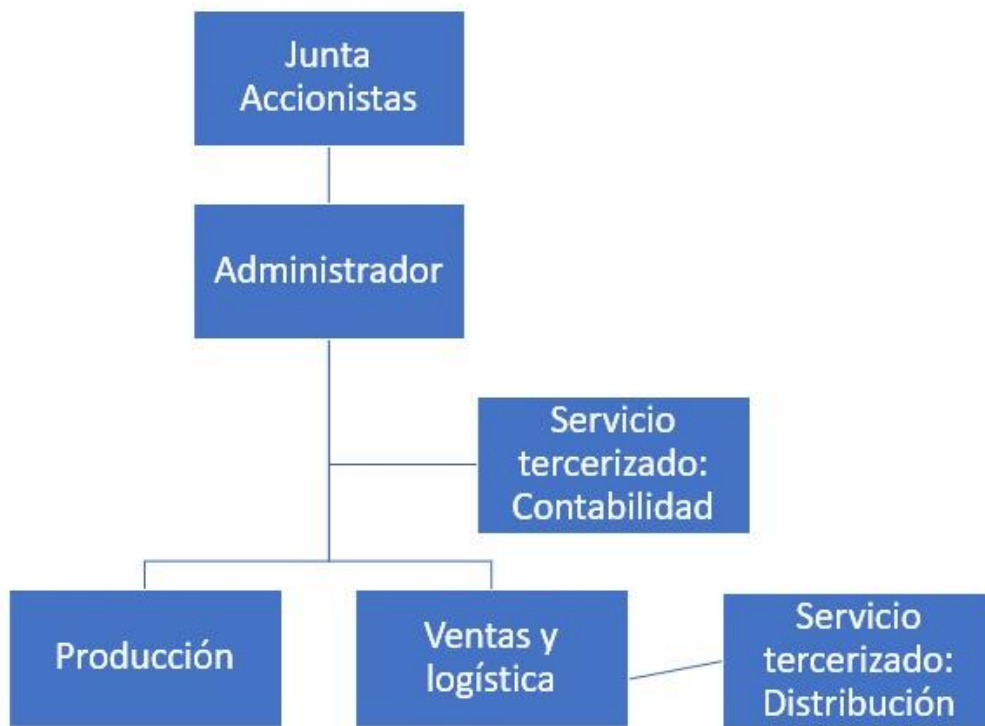 Junta
Accionistas
Administrador
Servicio
tercerizado:
Contabilidad
Producción
Ventas y
logística
Servicio
tercerizado:
Distribución